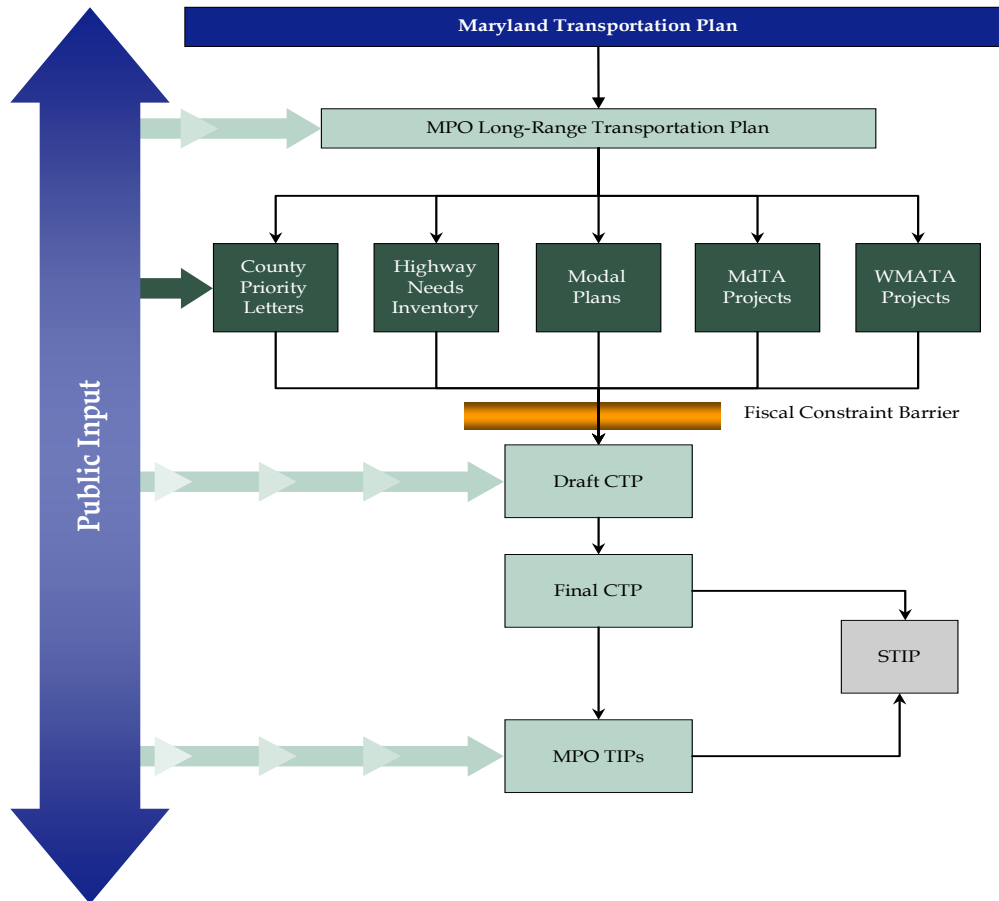 Maryland Transportation Plan
MPO Long-Range Transportation Plan
County
Priority
Letters
Highway
Needs
Inventory
Modal
Plans
MdTA
Projects
WMATA
Projects
Fiscal Constraint Barrier
Public Input
Draft CTP
Final CTP
STIP
MPO TIPs